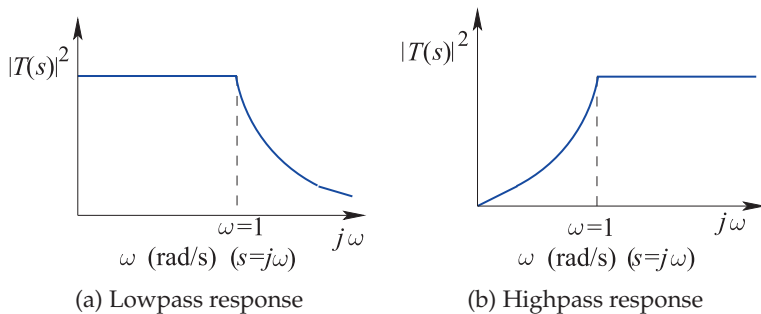 |T(s)|²
ω=1
jω
ω (rad/s) (s=jω)
(a) Lowpass response
|T(s)|²
ω=1
jω
ω (rad/s) (s=jω)
(b) Highpass response